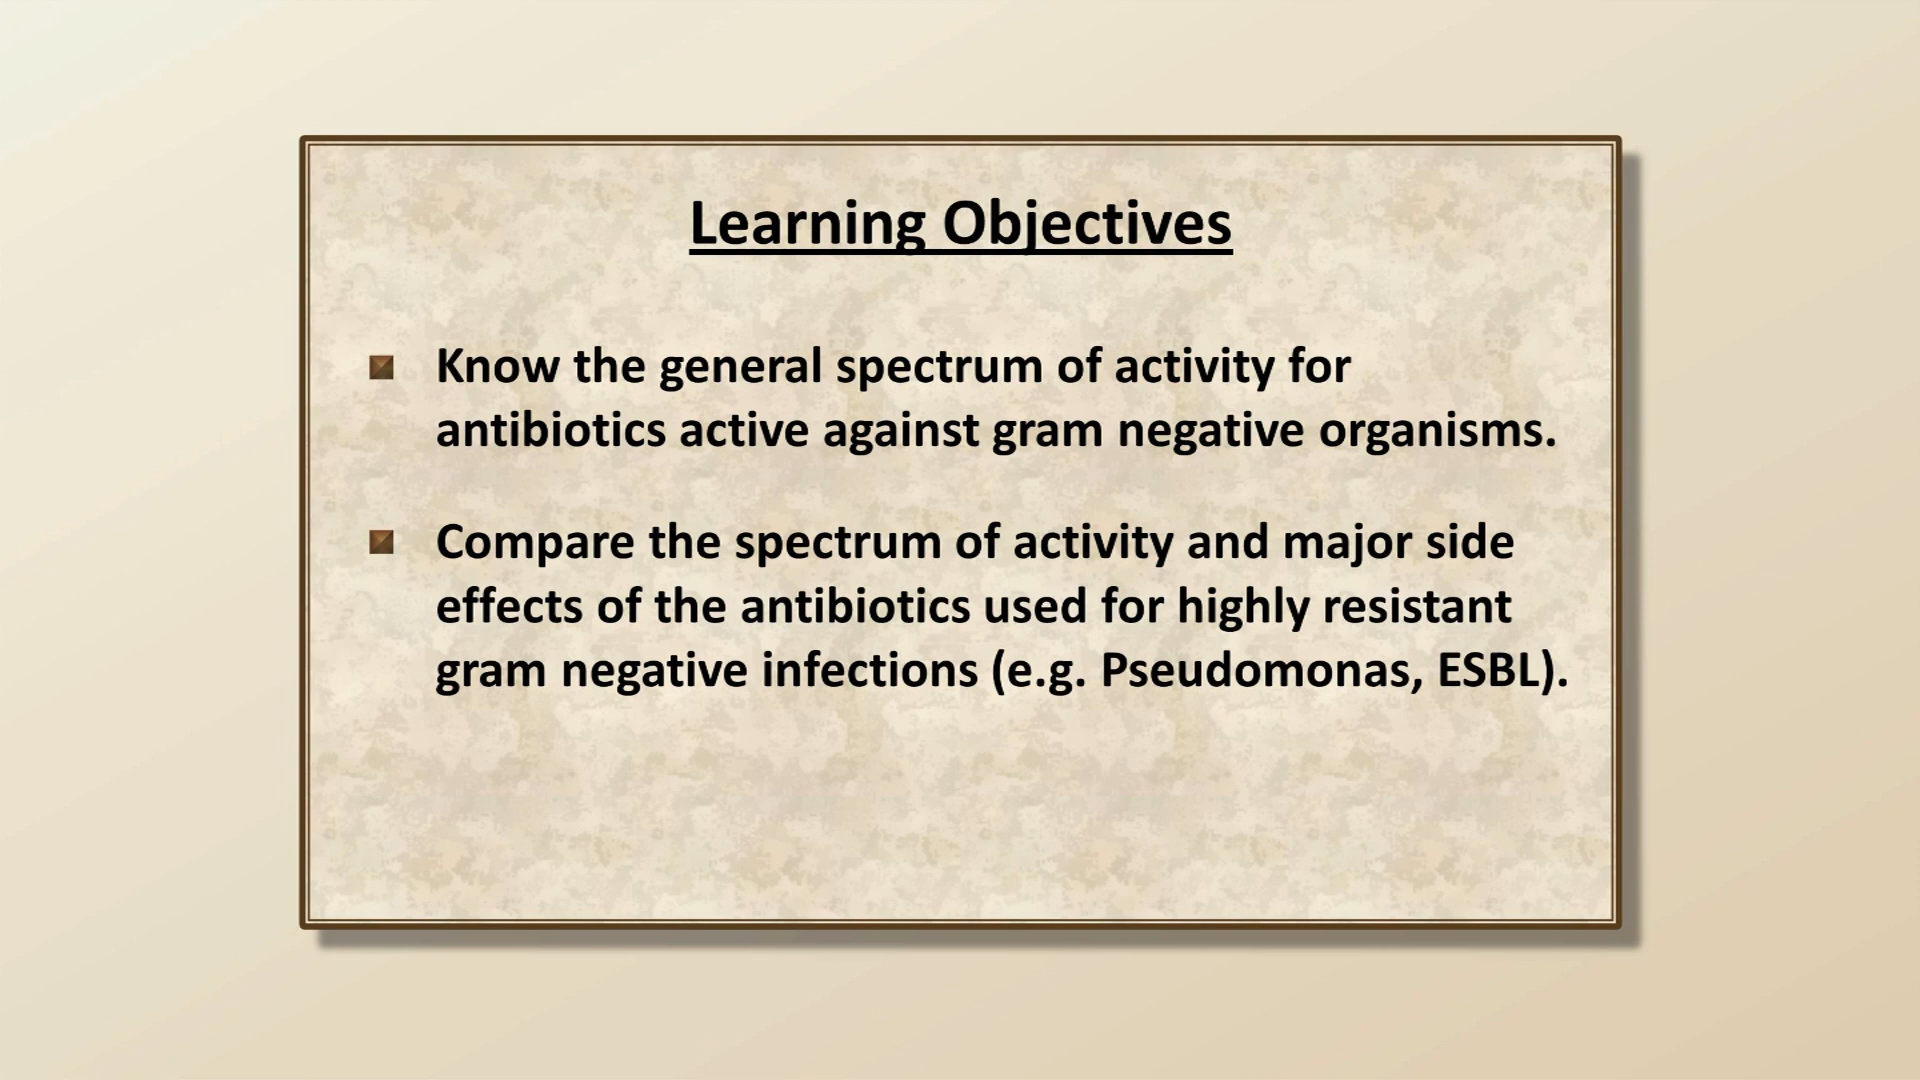 Learning Objectives
Know the general spectrum of activity for
antibiotics active against gram negative organisms.
Compare the spectrum of activity and major side
effects of the antibiotics used for highly resistant
gram negative infections (e.g. Pseudomonas, ESBL).